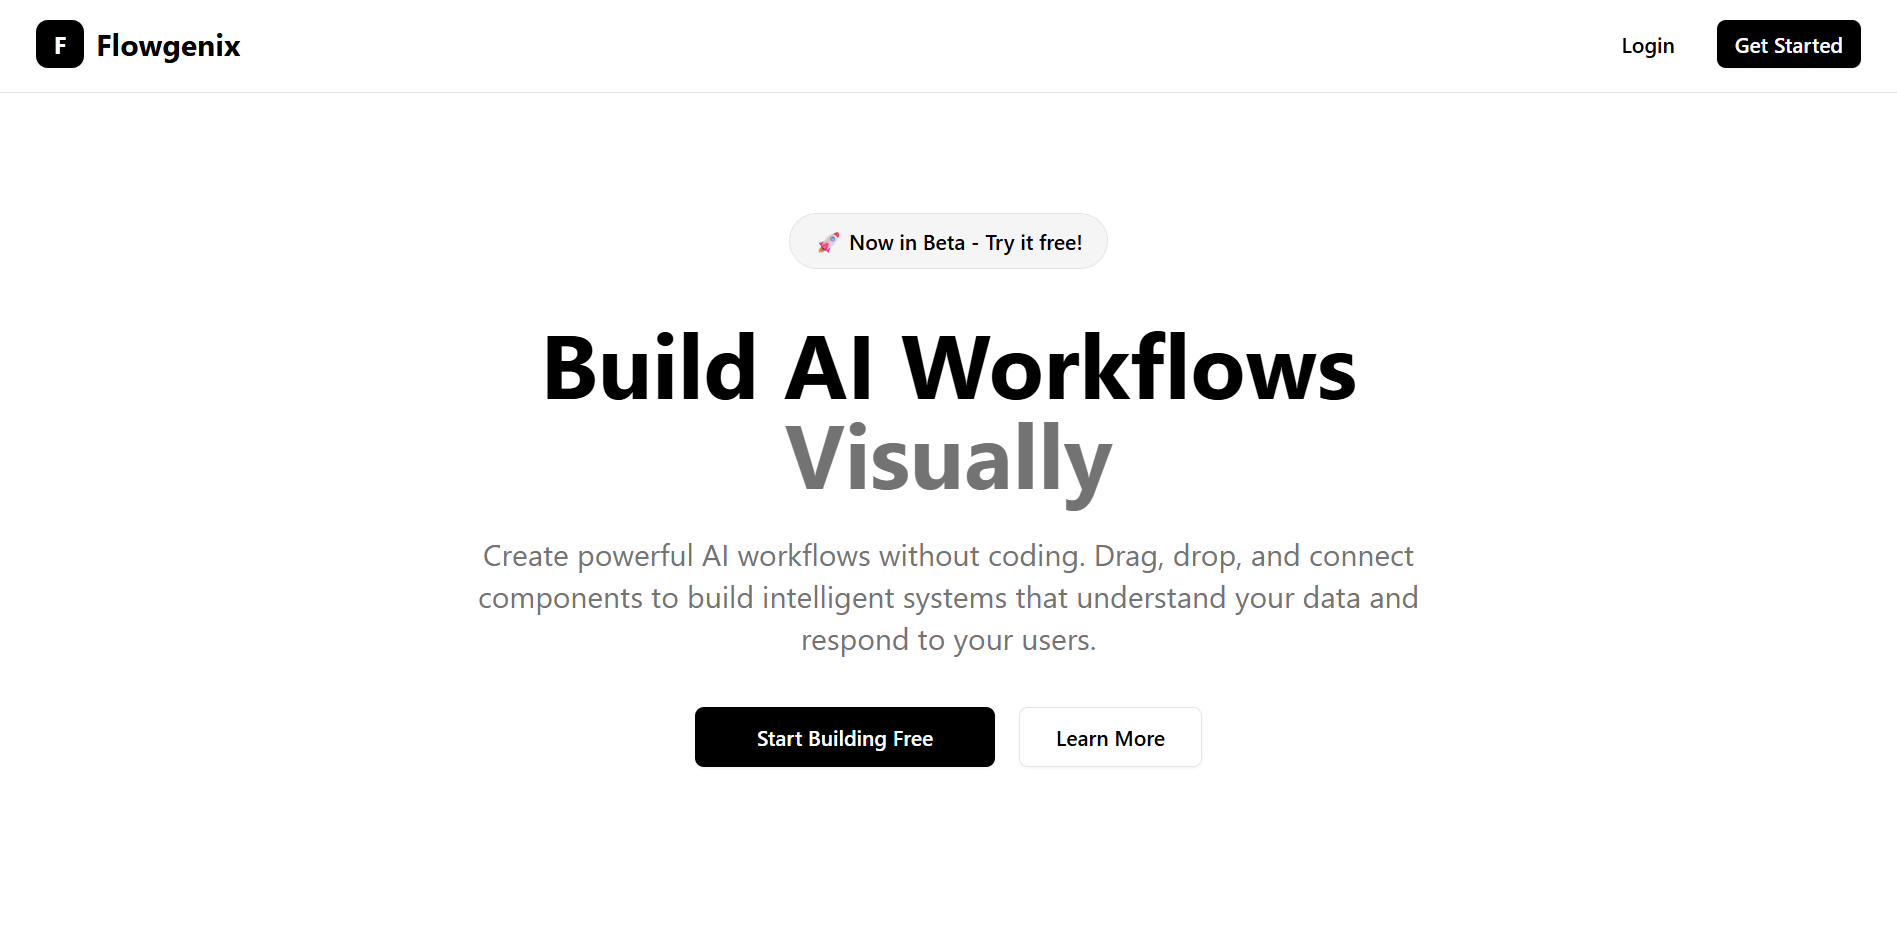 F Flowgenix
Login
Get Started
🚀 Now in Beta - Try it free!
Build AI Workflows
Visually
Create powerful AI workflows without coding. Drag, drop, and connect
components to build intelligent systems that understand your data and
respond to your users.
Start Building Free
Learn More